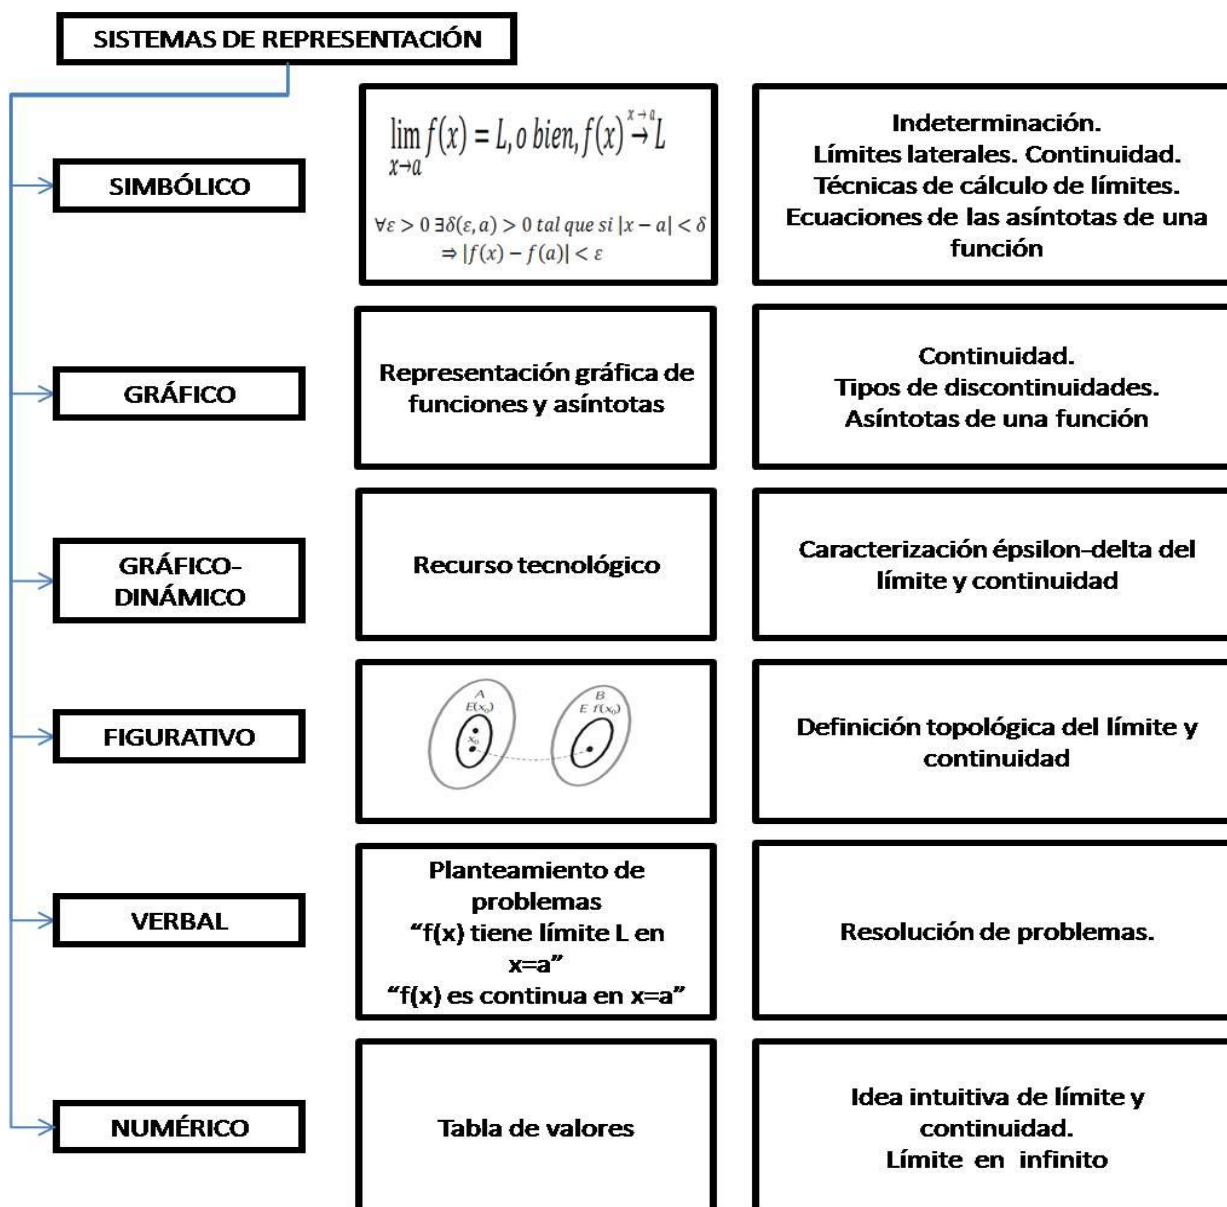 SISTEMAS DE REPRESENTACIÓN
SIMBÓLICO
lim f(x) = L, o bien, f(x) x→a → L
x→a
∀ε > 0 ∃δ(ε, a) > 0 tal que si |x − a| < δ
⇒ |f(x) − f(a)| < ε
Indeterminación.
Límites laterales. Continuidad.
Técnicas de cálculo de límites.
Ecuaciones de las asíntotas de una
función
GRÁFICO
Representación gráfica de
funciones y asíntotas
Continuidad.
Tipos de discontinuidades.
Asíntotas de una función
GRÁFICO-
DINÁMICO
Recurso tecnológico
Caracterización épsilon-delta del
límite y continuidad
FIGURATIVO
A
E(x₀)
x₀
B
E f(x₀)
Definición topológica del límite y
continuidad
VERBAL
Planteamiento de
problemas
“f(x) tiene límite L en
x=a”
“f(x) es continua en x=a”
Resolución de problemas.
NUMÉRICO
Tabla de valores
Idea intuitiva de límite y
continuidad.
Límite en infinito